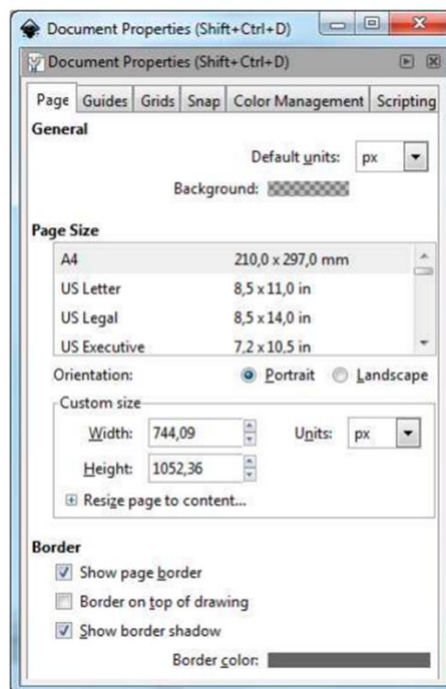 Document Properties (Shift+Ctrl+D)
Document Properties (Shift+Ctrl+D)
Page Guides Grids Snap Color Management Scripting
General
Default units: px
Background:
Page Size
A4 210,0 x 297,0 mm
US Letter 8,5 x 11,0 in
US Legal 8,5 x 14,0 in
US Executive 7,2 x 10,5 in
Orientation: Portrait Landscape
Custom size
Width: 744,09 Units: px
Height: 1052,36
Resize page to content...
Border
Show page border
Border on top of drawing
Show border shadow
Border color: